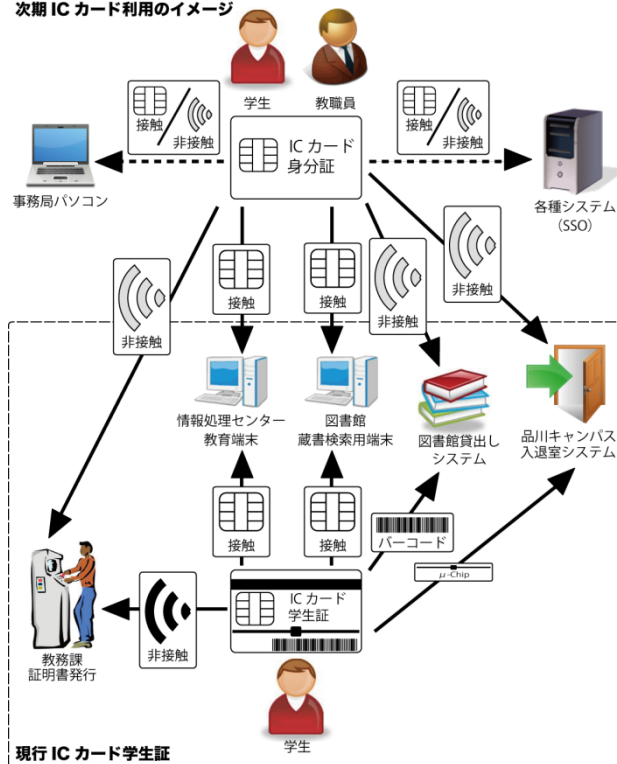 次期 IC カード利用のイメージ
学生
教職員
接触
非接触
接触
非接触
IC カード
身分証
事務局パソコン
各種システム
(SSO)
非接触
接触
接触
非接触
非接触
情報処理センター
教育端末
図書館
蔵書検索用端末
図書館貸出し
システム
品川キャンパス
入退室システム
接触
接触
バーコード
μ-Chip
IC カード
学生証
非接触
教務課
証明書発行
学生
現行 IC カード学生証